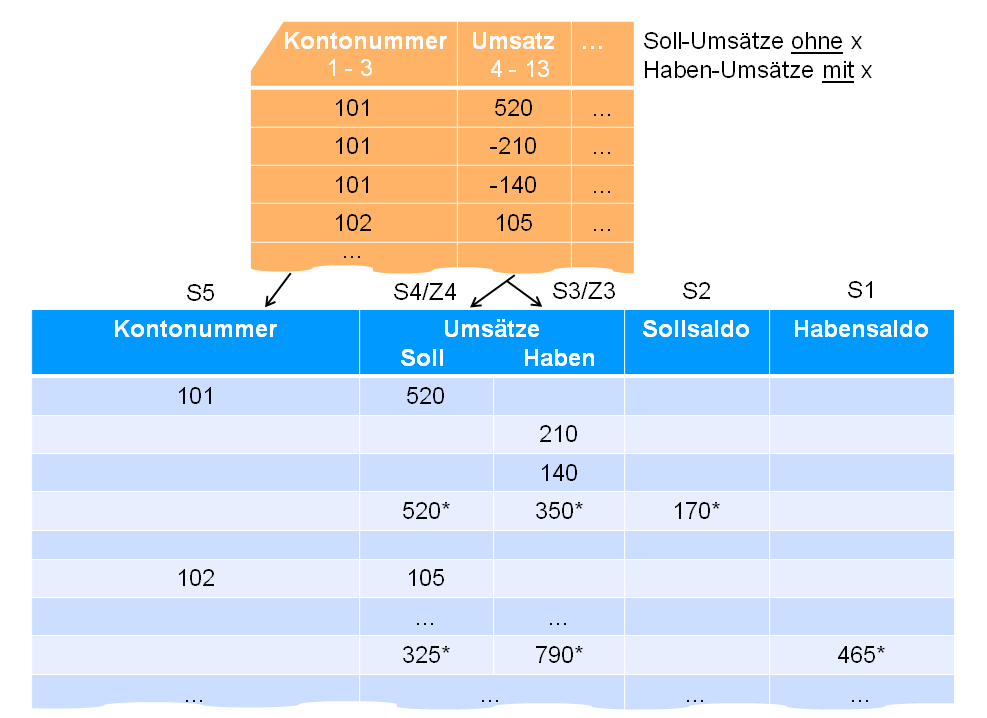 Kontonummer Umsatz ...
1 - 3 4 - 13
Soll-Umsätze ohne x
Haben-Umsätze mit x
101 520 ...
101 -210 ...
101 -140 ...
102 105 ...
...
S5 S4/Z4 S3/Z3 S2 S1
Kontonummer Umsätze Sollsaldo Habensaldo
Soll Haben
101 520
210
140
520* 350* 170*
102 105
... ...
325* 790* 465*
... ... ... ...